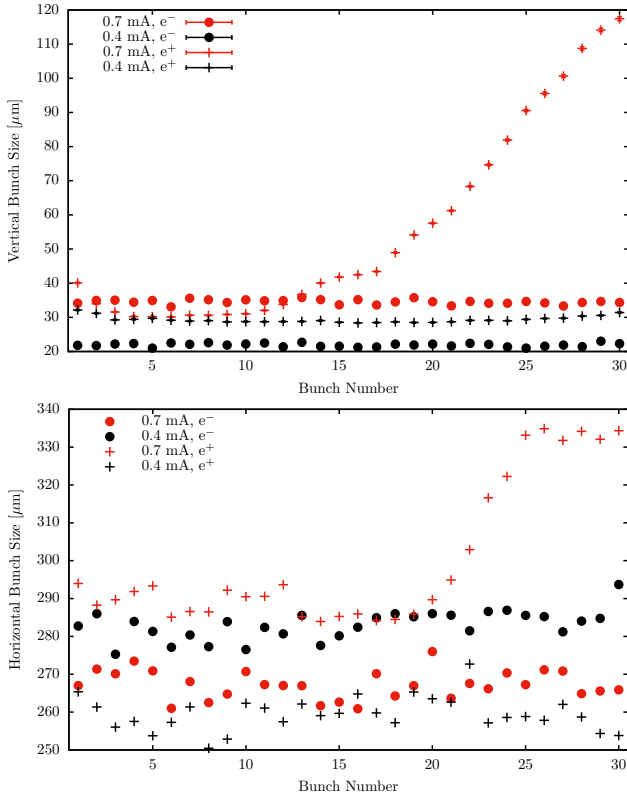 120
110
100
90
80
70
60
50
40
30
20
Vertical Bunch Size [μm]
0.7 mA, e⁻
0.4 mA, e⁻
0.7 mA, e⁺
0.4 mA, e⁺
5 10 15 20 25 30
Bunch Number
340
330
320
310
300
290
280
270
260
250
Horizontal Bunch Size [μm]
0.7 mA, e⁻
0.4 mA, e⁻
0.7 mA, e⁺
0.4 mA, e⁺
5 10 15 20 25 30
Bunch Number